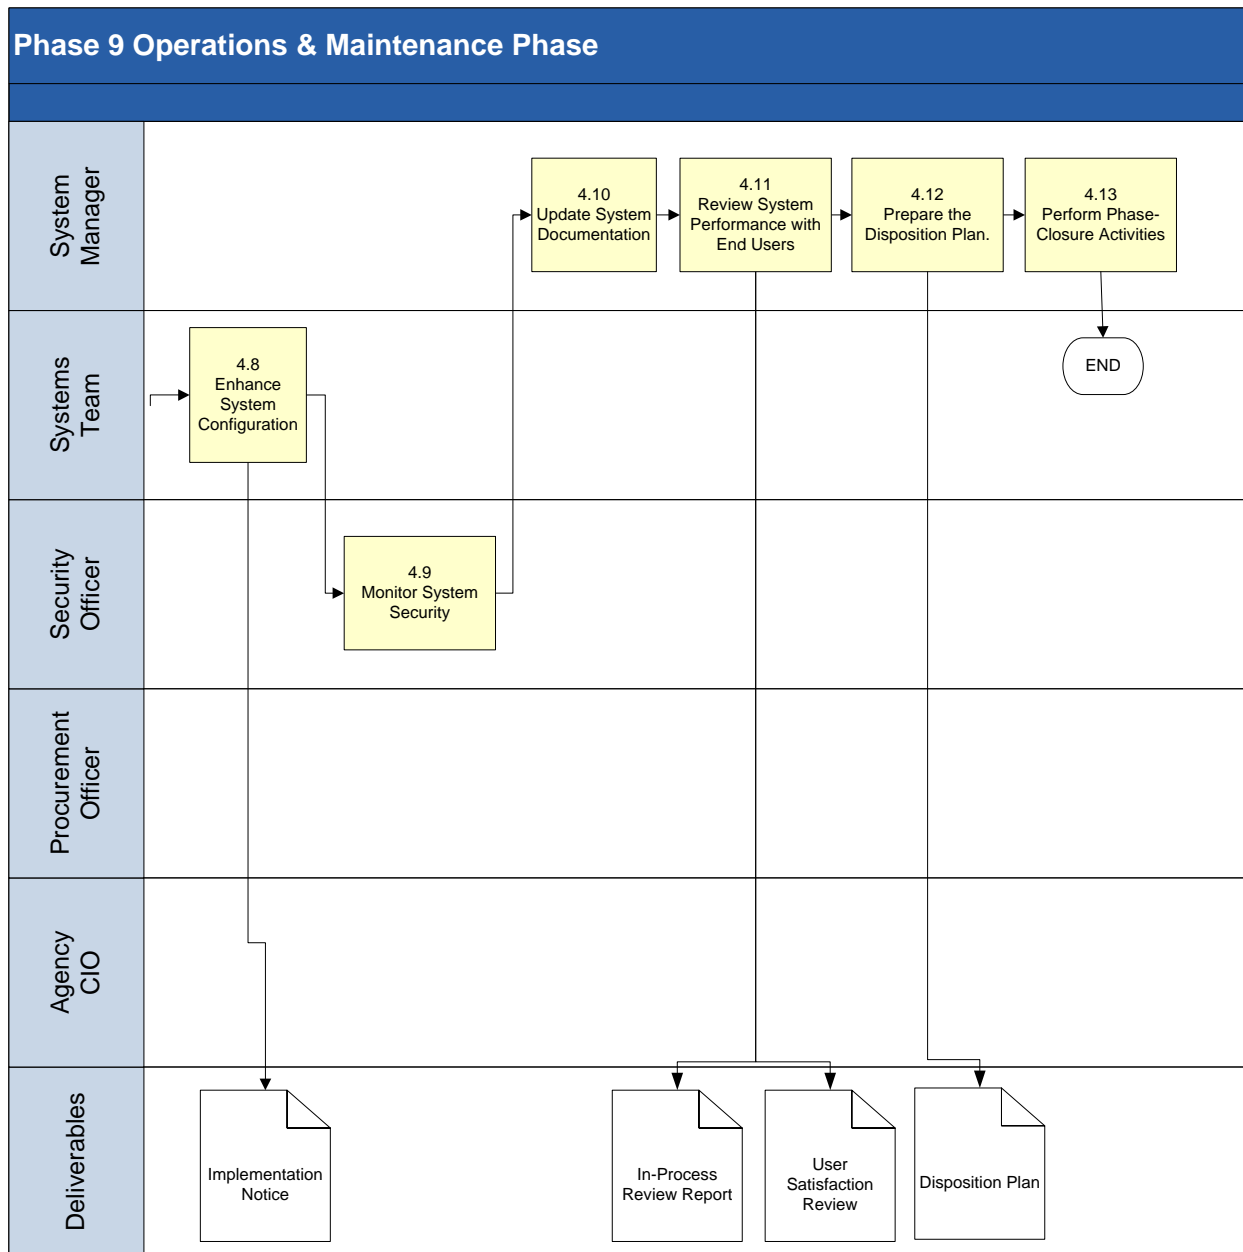 Phase 9 Operations & Maintenance Phase
System
Manager
4.10
Update System
Documentation
4.11
Review System
Performance with
End Users
4.12
Prepare the
Disposition Plan.
4.13
Perform Phase-
Closure Activities
Systems
Team
4.8
Enhance
System
Configuration
END
Security
Officer
4.9
Monitor System
Security
Procurement
Officer
Agency
CIO
Deliverables
Implementation
Notice
In-Process
Review Report
User
Satisfaction
Review
Disposition Plan